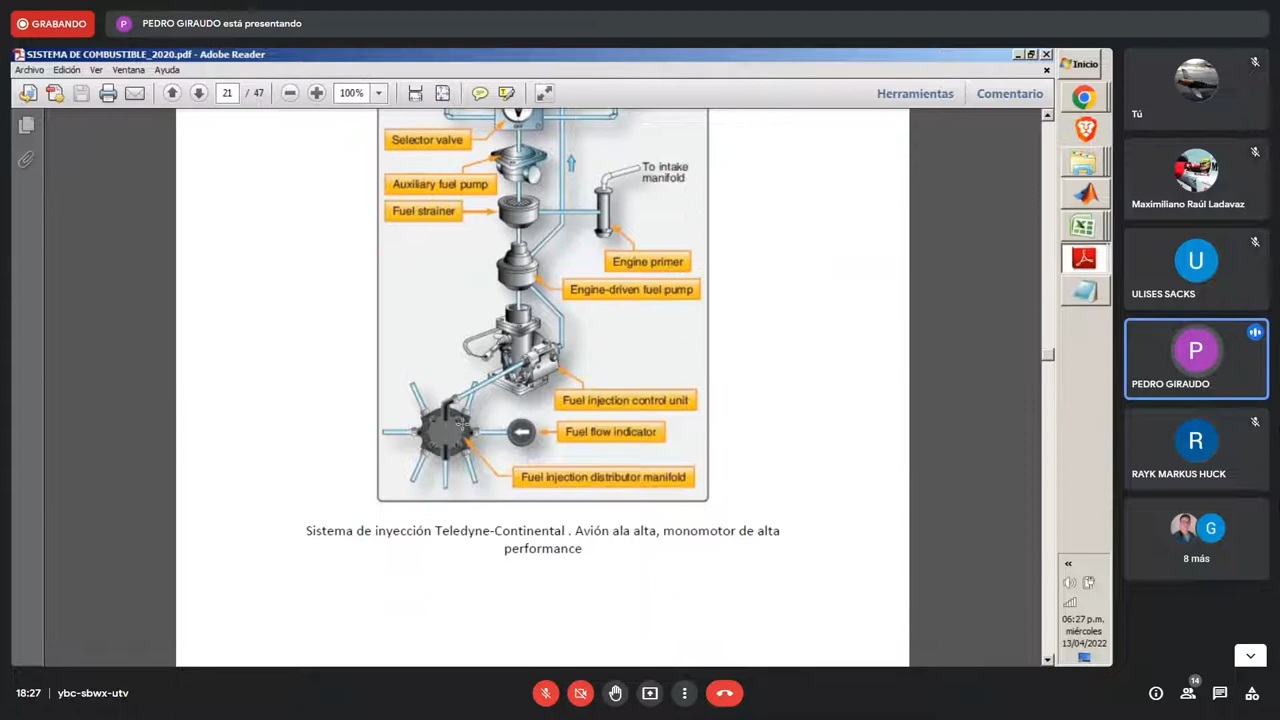 GRABANDO
P PEDRO GIRAUDO está presentando
SISTEMA DE COMBUSTIBLE_2020.pdf - Adobe Reader
Archivo Edición Ver Ventana Ayuda
21 / 47 100% Herramientas Comentario
Selector valve
Auxiliary fuel pump
Fuel strainer
To intake
manifold
Engine primer
Engine-driven fuel pump
Fuel injection control unit
Fuel flow indicator
Fuel injection distributor manifold
Sistema de inyección Teledyne-Continental . Avión ala alta, monomotor de alta
performance
Inicio
«
06:27 p.m.
miércoles
13/04/2022
Tú
Maximiliano Raúl Ladavaz
U
ULISES SACKS
P
PEDRO GIRAUDO
R
RAYK MARKUS HUCK
G
8 más
18:27 ybc-sbwx-utv
14